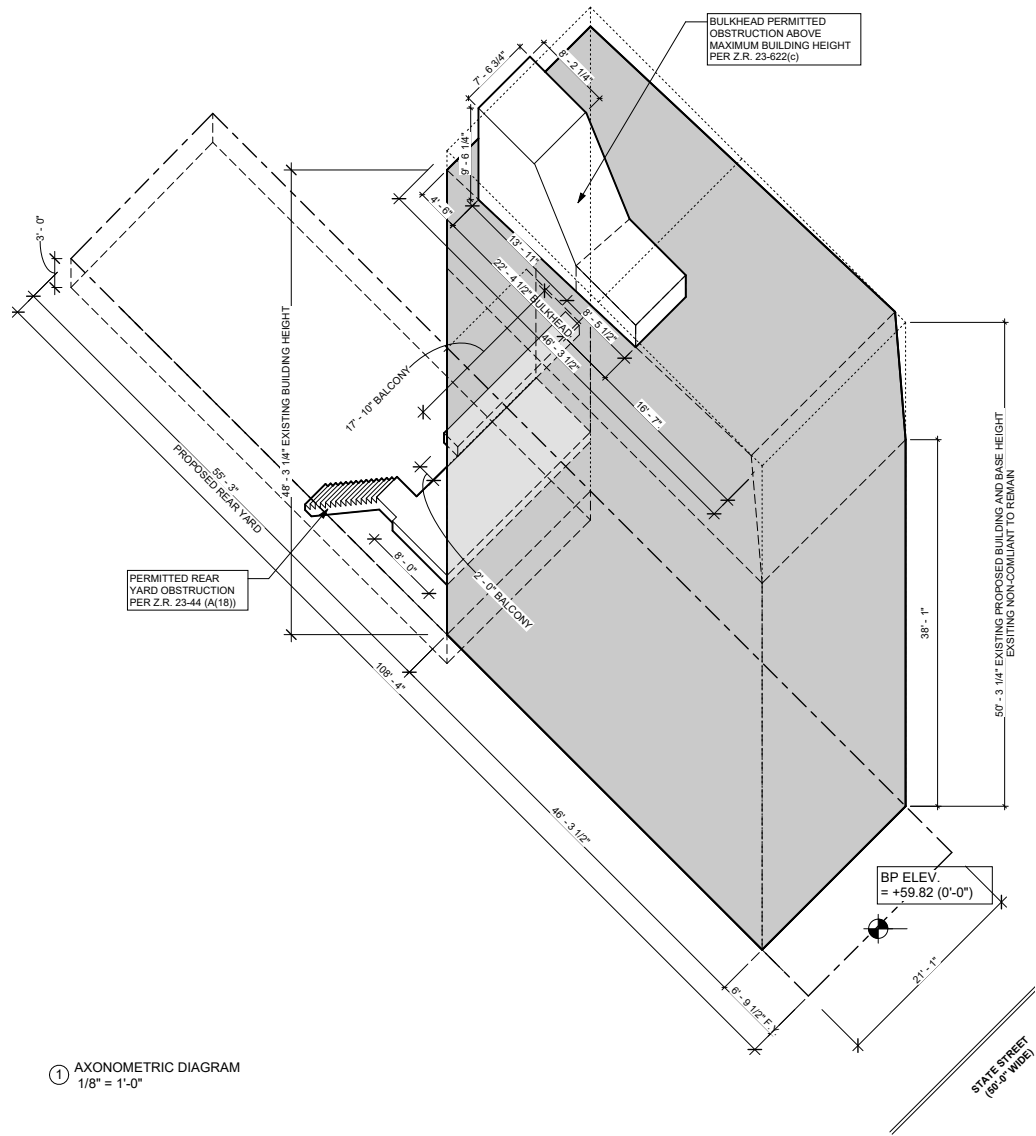 BULKHEAD PERMITTED
OBSTRUCTION ABOVE
MAXIMUM BUILDING HEIGHT
PER Z.R. 23-622(c)
7' - 6 3/4"
8' - 2 1/4"
9' - 6 1/4"
4' - 6"
3' - 0"
13' - 11"
22' - 4 1/2" BULKHEAD
8' - 5 1/2"
46' - 3 1/2"
16' - 7"
17' - 10" BALCONY
48' - 3 1/4" EXISTING BUILDING HEIGHT
55' - 3"
PROPOSED REAR YARD
PERMITTED REAR
YARD OBSTRUCTION
PER Z.R. 23-44 (A(18))
8' - 0"
2' - 0" BALCONY
38' - 1"
50' - 3 1/4" EXISTING PROPOSED BUILDING AND BASE HEIGHT
EXSITING NON-COMLIANT TO REMAIN
108' - 4"
46' - 3 1/2"
BP ELEV.
= +59.82 (0'-0")
21' - 1"
6' - 9 1/2" F.Y.
STATE STREET
(50'-0" WIDE)
1 AXONOMETRIC DIAGRAM
1/8" = 1'-0"